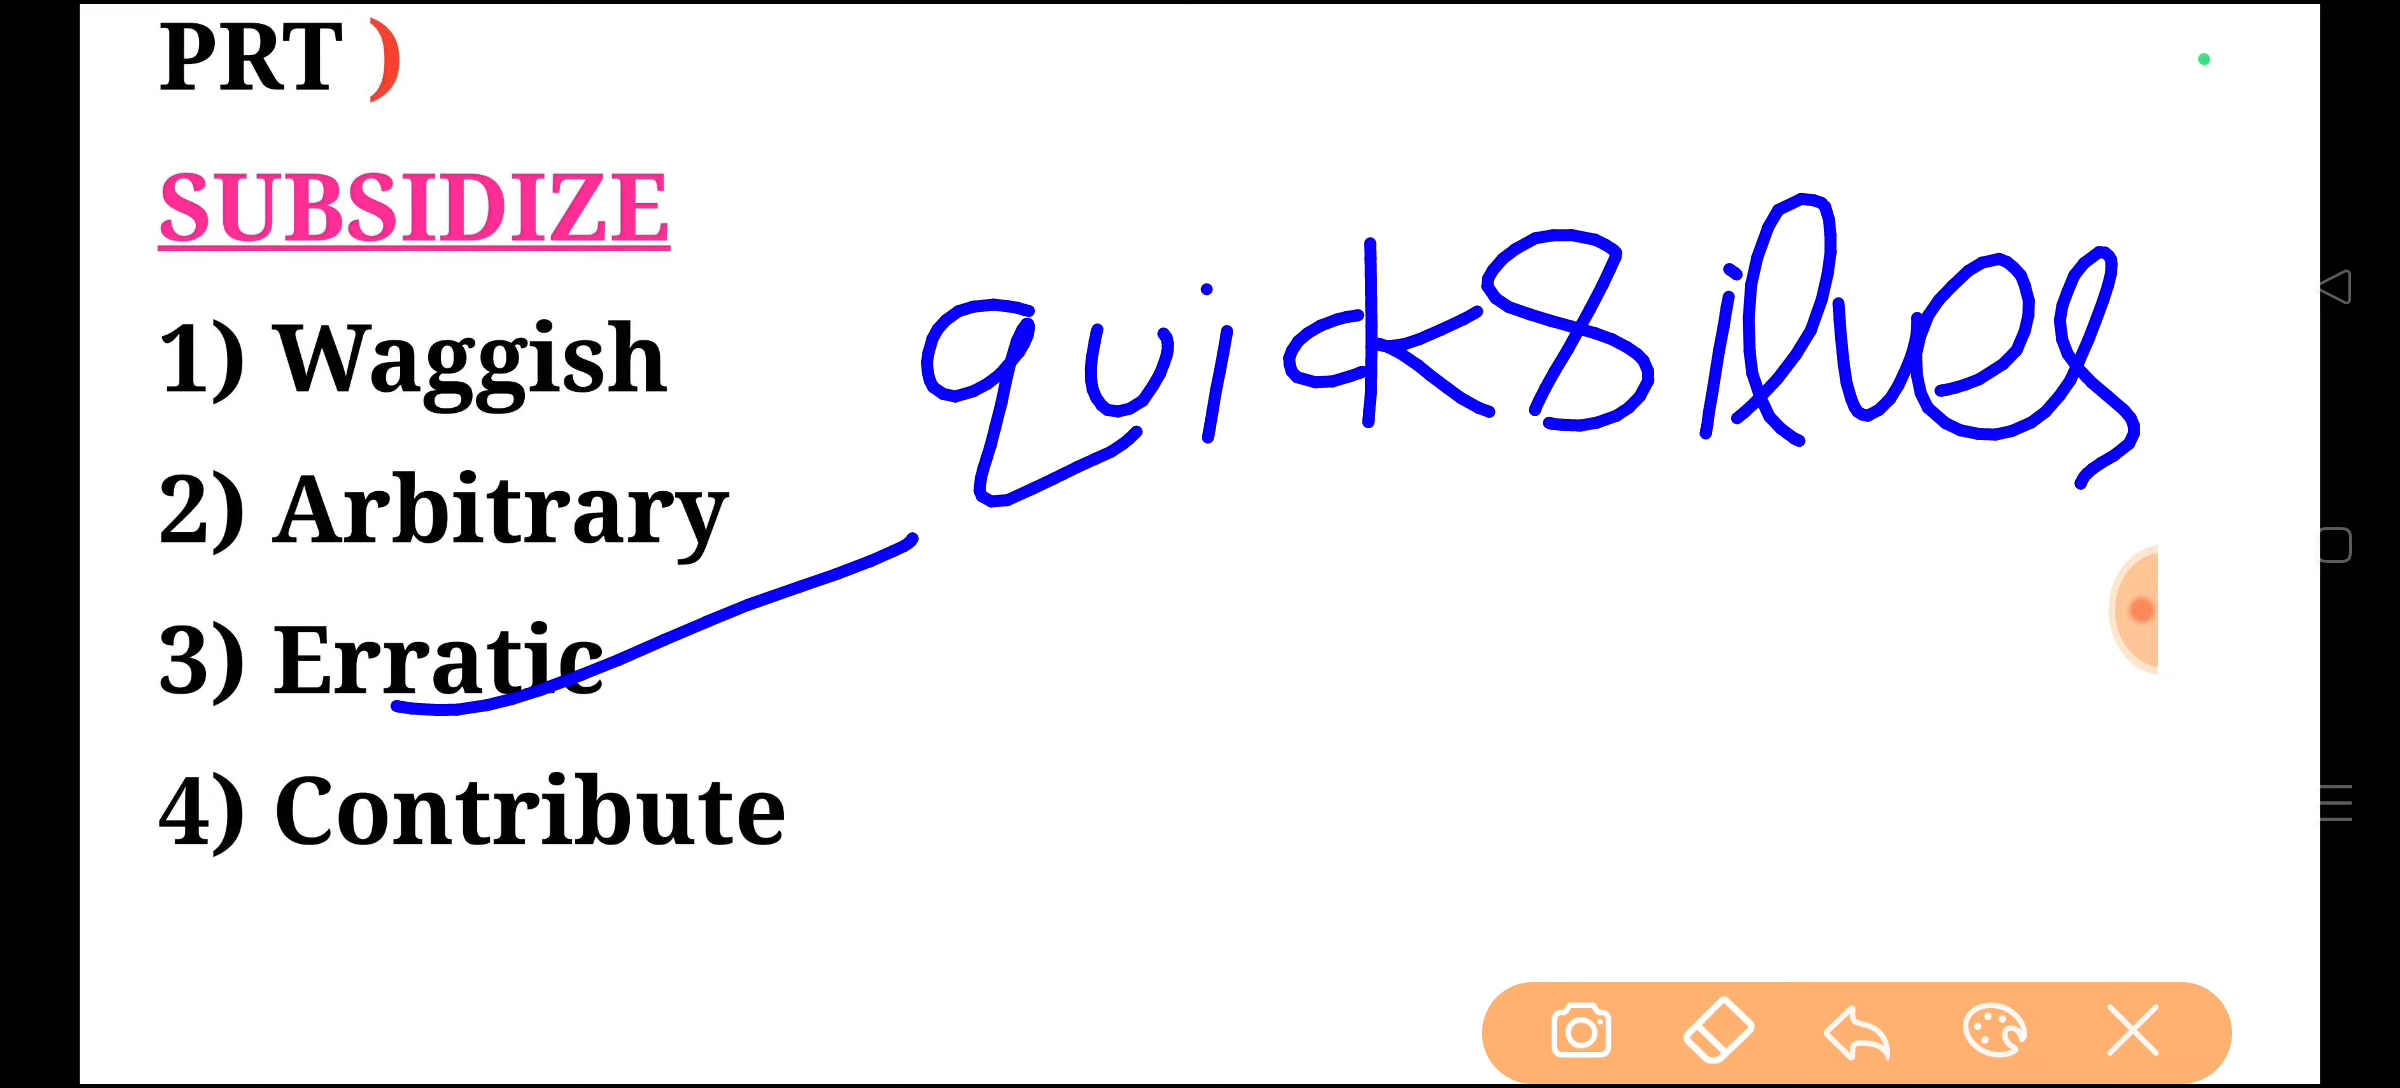 PRT )
SUBSIDIZE
1) Waggish
quicksilver
2) Arbitrary
3) Erratic
4) Contribute